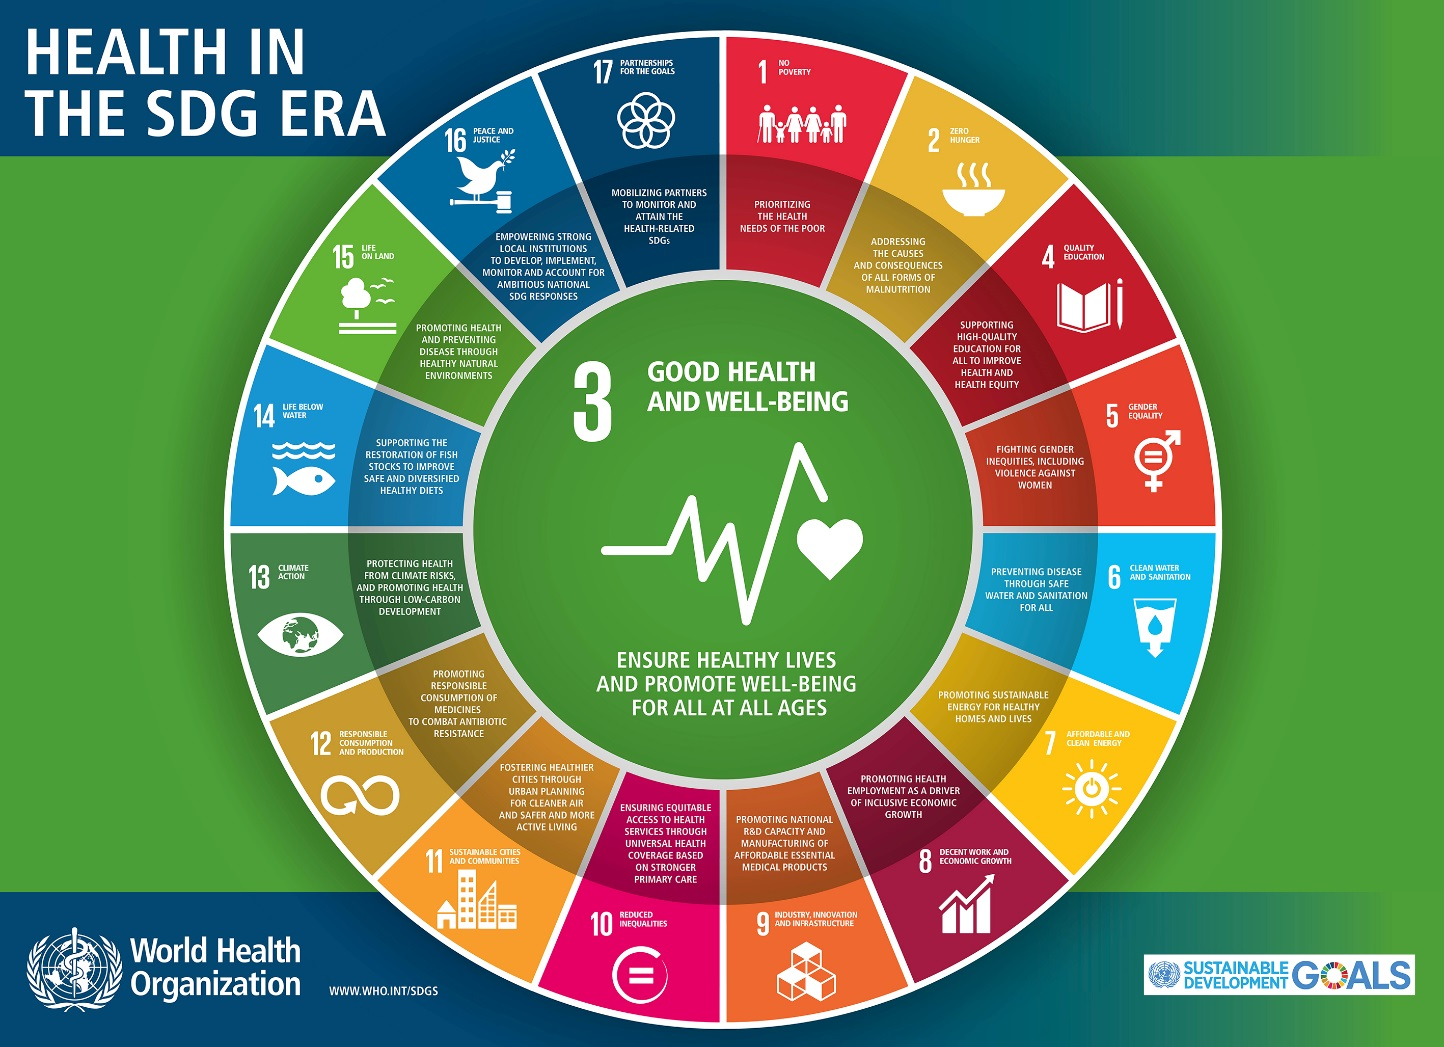 HEALTH IN
THE SDG ERA
17 PARTNERSHIPS
FOR THE GOALS
MOBILIZING PARTNERS
TO MONITOR AND
ATTAIN THE
HEALTH-RELATED
SDGs
1 NO
POVERTY
PRIORITIZING
THE HEALTH
NEEDS OF THE POOR
2 ZERO
HUNGER
ADDRESSING
THE CAUSES
AND CONSEQUENCES
OF ALL FORMS OF
MALNUTRITION
4 QUALITY
EDUCATION
SUPPORTING
HIGH-QUALITY
EDUCATION FOR
ALL TO IMPROVE
HEALTH AND
HEALTH EQUITY
5 GENDER
EQUALITY
FIGHTING GENDER
INEQUITIES, INCLUDING
VIOLENCE AGAINST
WOMEN
6 CLEAN WATER
AND SANITATION
PREVENTING DISEASE
THROUGH SAFE
WATER AND SANITATION
FOR ALL
7 AFFORDABLE AND
CLEAN ENERGY
PROMOTING SUSTAINABLE
ENERGY FOR HEALTHY
HOMES AND LIVES
8 DECENT WORK AND
ECONOMIC GROWTH
PROMOTING HEALTH
EMPLOYMENT AS A DRIVER
OF INCLUSIVE ECONOMIC
GROWTH
9 INDUSTRY, INNOVATION
AND INFRASTRUCTURE
PROMOTING NATIONAL
R&D CAPACITY AND
MANUFACTURING OF
AFFORDABLE ESSENTIAL
MEDICAL PRODUCTS
10 REDUCED
INEQUALITIES
ENSURING EQUITABLE
ACCESS TO HEALTH
SERVICES THROUGH
UNIVERSAL HEALTH
COVERAGE BASED
ON STRONGER
PRIMARY CARE
11 SUSTAINABLE CITIES
AND COMMUNITIES
FOSTERING HEALTHIER
CITIES THROUGH
URBAN PLANNING
FOR CLEANER AIR
AND SAFER AND MORE
ACTIVE LIVING
12 RESPONSIBLE
CONSUMPTION
AND PRODUCTION
PROMOTING
RESPONSIBLE
CONSUMPTION OF
MEDICINES
TO COMBAT ANTIBIOTIC
RESISTANCE
13 CLIMATE
ACTION
PROTECTING HEALTH
FROM CLIMATE RISKS,
AND PROMOTING HEALTH
THROUGH LOW-CARBON
DEVELOPMENT
14 LIFE BELOW
WATER
SUPPORTING THE
RESTORATION OF FISH
STOCKS TO IMPROVE
SAFE AND DIVERSIFIED
HEALTHY DIETS
15 LIFE
ON LAND
PROMOTING HEALTH
AND PREVENTING
DISEASE THROUGH
HEALTHY NATURAL
ENVIRONMENTS
16 PEACE AND
JUSTICE
EMPOWERING STRONG
LOCAL INSTITUTIONS
TO DEVELOP, IMPLEMENT,
MONITOR AND ACCOUNT FOR
AMBITIOUS NATIONAL
SDG RESPONSES
3 GOOD HEALTH
AND WELL-BEING
ENSURE HEALTHY LIVES
AND PROMOTE WELL-BEING
FOR ALL AT ALL AGES
World Health
Organization
WWW.WHO.INT/SDGS
SUSTAINABLE
DEVELOPMENT GOALS